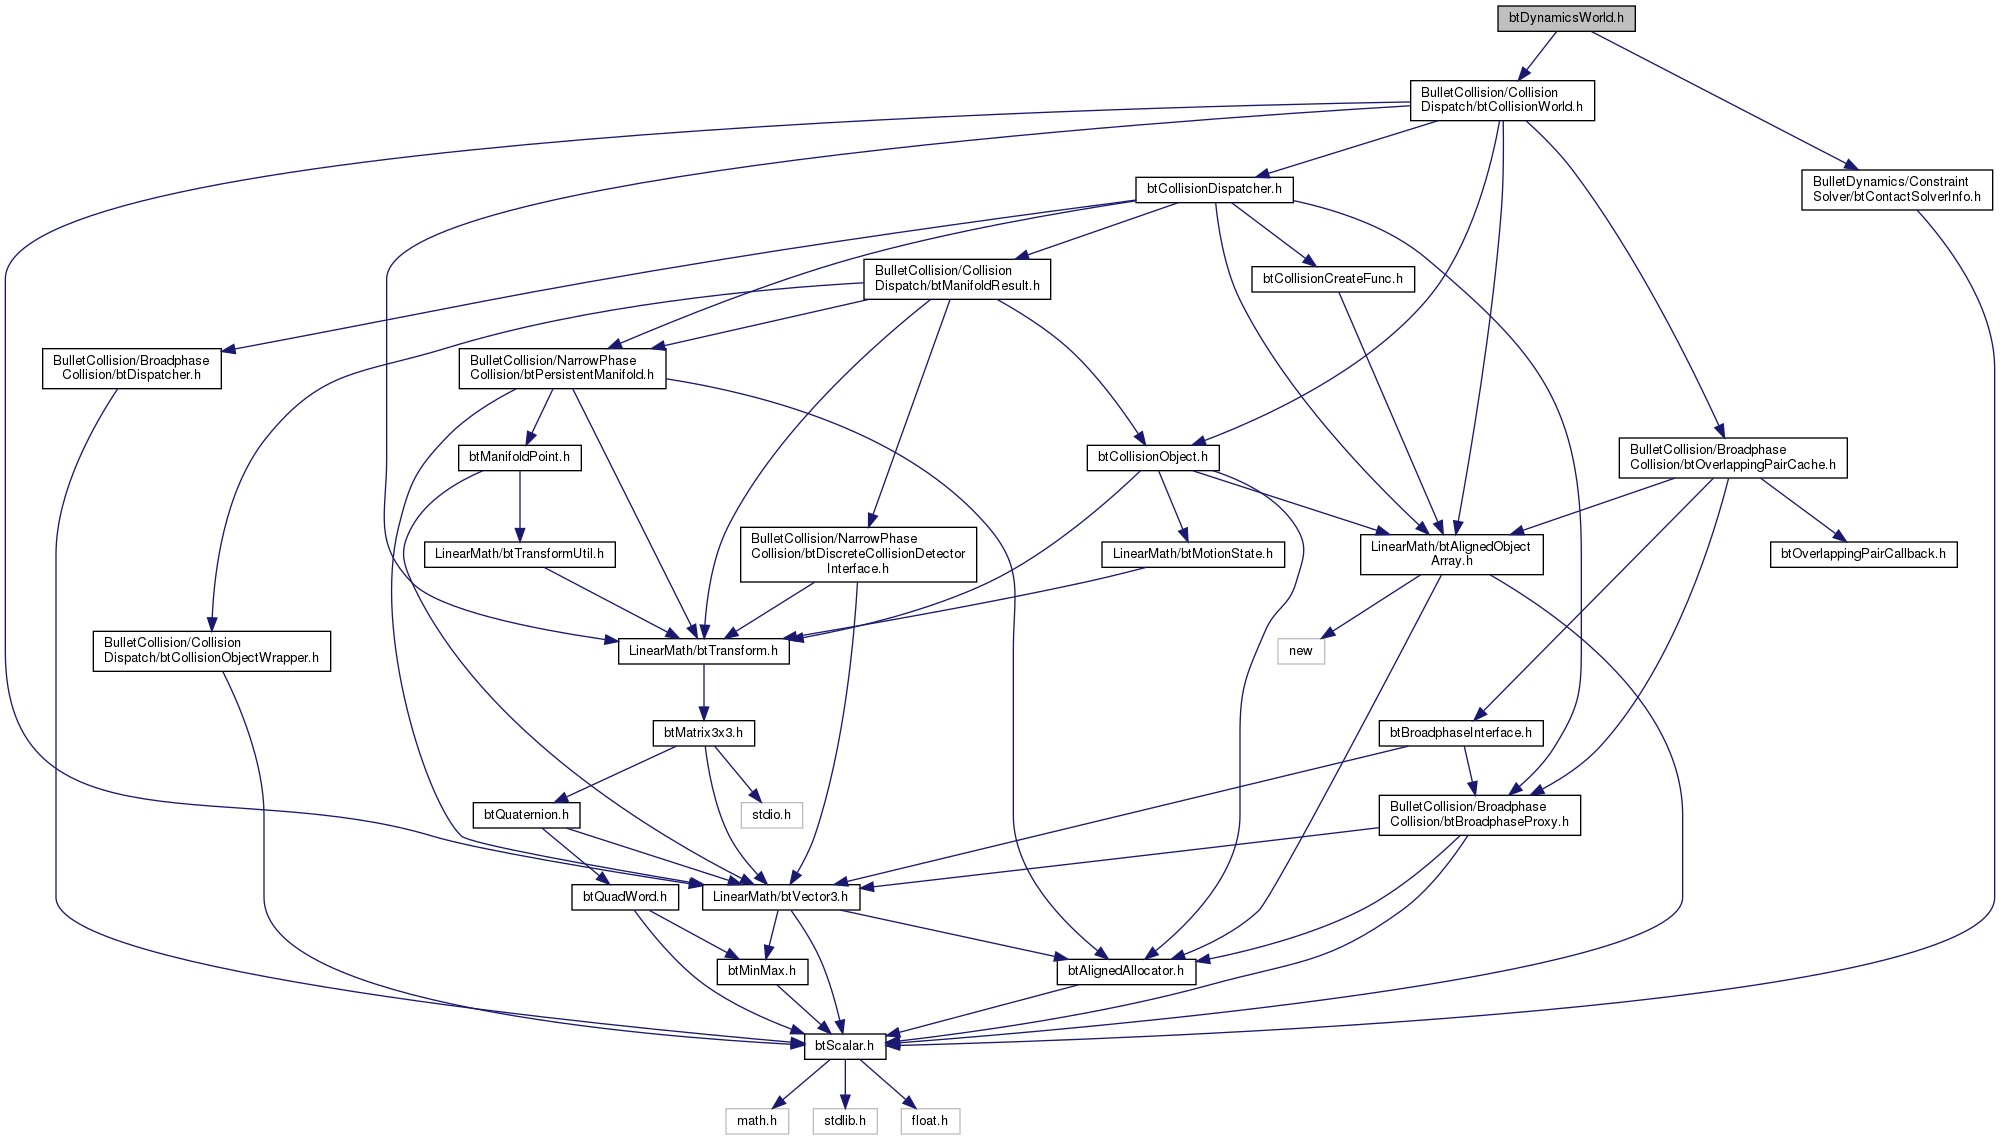 btDynamicsWorld.h
BulletCollision/Collision
Dispatch/btCollisionWorld.h
BulletDynamics/Constraint
Solver/btContactSolverInfo.h
btCollisionDispatcher.h
BulletCollision/Collision
Dispatch/btManifoldResult.h
btCollisionCreateFunc.h
BulletCollision/Broadphase
Collision/btDispatcher.h
BulletCollision/NarrowPhase
Collision/btPersistentManifold.h
btManifoldPoint.h
btCollisionObject.h
BulletCollision/Broadphase
Collision/btOverlappingPairCache.h
LinearMath/btTransformUtil.h
BulletCollision/NarrowPhase
Collision/btDiscreteCollisionDetector
Interface.h
LinearMath/btMotionState.h
LinearMath/btAlignedObject
Array.h
btOverlappingPairCallback.h
BulletCollision/Collision
Dispatch/btCollisionObjectWrapper.h
LinearMath/btTransform.h
new
btMatrix3x3.h
btBroadphaseInterface.h
btQuaternion.h
stdio.h
BulletCollision/Broadphase
Collision/btBroadphaseProxy.h
btQuadWord.h
LinearMath/btVector3.h
btMinMax.h
btAlignedAllocator.h
btScalar.h
math.h
stdlib.h
float.h